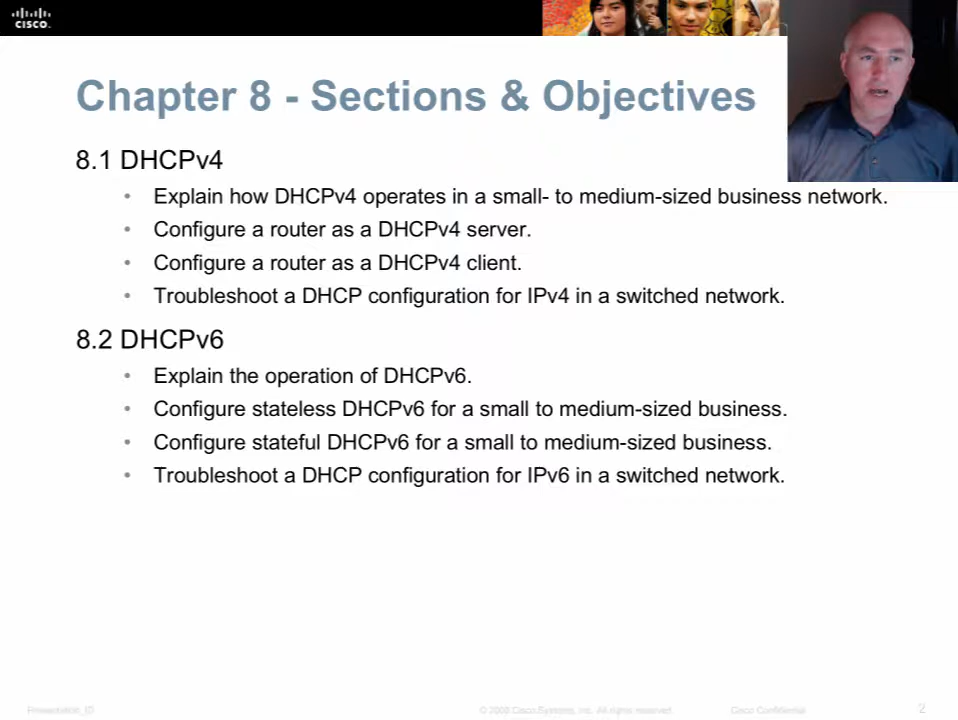 CISCO
Chapter 8 - Sections & Objectives
8.1 DHCPv4
• Explain how DHCPv4 operates in a small- to medium-sized business network.
• Configure a router as a DHCPv4 server.
• Configure a router as a DHCPv4 client.
• Troubleshoot a DHCP configuration for IPv4 in a switched network.
8.2 DHCPv6
• Explain the operation of DHCPv6.
• Configure stateless DHCPv6 for a small to medium-sized business.
• Configure stateful DHCPv6 for a small to medium-sized business.
• Troubleshoot a DHCP configuration for IPv6 in a switched network.
Presentation_ID © 2008 Cisco Systems, Inc. All rights reserved. Cisco Confidential 2